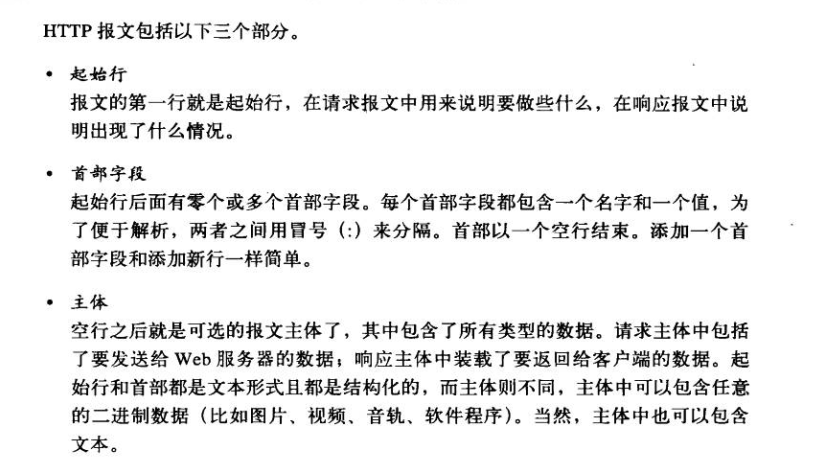 HTTP 报文包括以下三个部分。
• 起始行
报文的第一行就是起始行，在请求报文中用来说明要做些什么，在响应报文中说
明出现了什么情况。
• 首部字段
起始行后面有零个或多个首部字段。每个首部字段都包含一个名字和一个值，为
了便于解析，两者之间用冒号（:）来分隔。首部以一个空行结束。添加一个首
部字段和添加新行一样简单。
• 主体
空行之后就是可选的报文主体了，其中包含了所有类型的数据。请求主体中包括
了要发送给 Web 服务器的数据；响应主体中装载了要返回给客户端的数据。起
始行和首部都是文本形式且都是结构化的，而主体则不同，主体中可以包含任意
的二进制数据（比如图片、视频、音轨、软件程序）。当然，主体中也可以包含
文本。